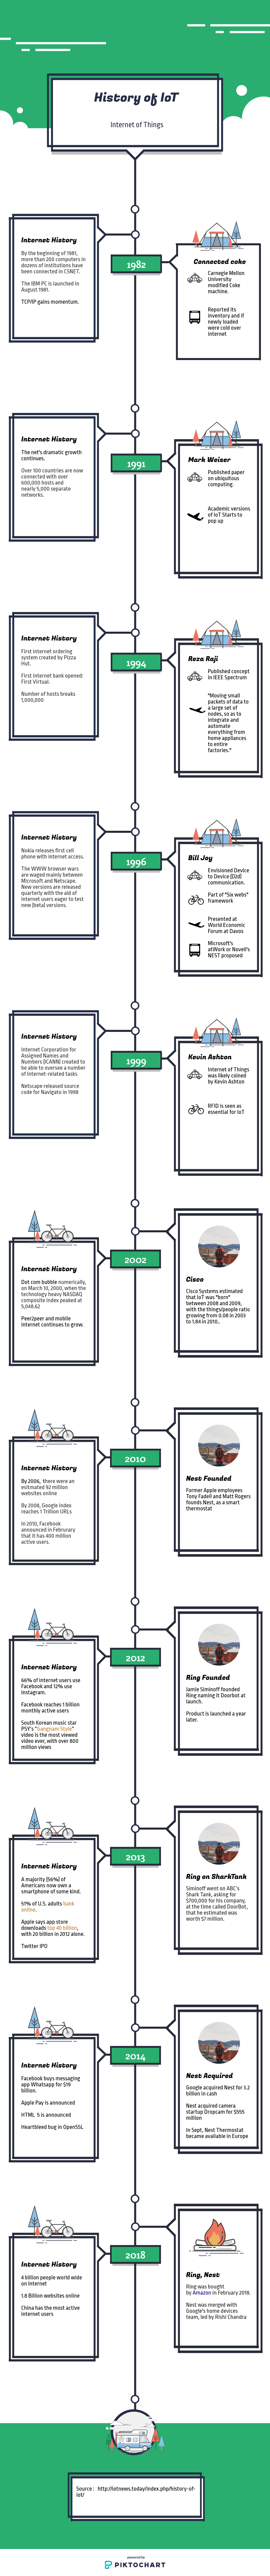 History of IoT
Internet of Things
1982
Internet History
By the beginning of 1981,
more than 200 computers in
dozens of institutions have
been connected in CSNET.
The IBM PC is launched in
August 1981.
TCP/IP gains momentum.
Connected coke
Carnegie Mellon
University
modified Coke
machine.
Reported its
inventory and if
newly loaded
were cold over
internet
1991
Internet History
The net's dramatic growth
continues.
Over 100 countries are now
connected with over
600,000 hosts and
nearly 5,000 separate
networks.
Mark Weiser
Published paper
on ubiquitous
computing.
Academic versions
of IoT Starts to
pop up
1994
Internet History
First internet ordering
system created by Pizza
Hut.
First internet bank opened:
First Virtual.
Number of hosts breaks
1,000,000
Reza Raji
Published concept
in IEEE Spectrum
"Moving small
packets of data to
a large set of
nodes, so as to
integrate and
automate
everything from
home appliances
to entire
factories."
1996
Internet History
Nokia releases first cell
phone with internet access.
The WWW browser wars
are waged mainly between
Microsoft and Netscape.
New versions are released
quarterly with the aid of
internet users eager to test
new (beta) versions.
Bill Joy
Envisioned Device
to Device (D2d)
communication.
Part of "Six webs"
framework
Presented at
World Economic
Forum at Davos
Microsoft's
atWork or Novell's
NEST proposed
1999
Internet History
Internet Corporation for
Assigned Names and
Numbers (ICANN) created to
be able to oversee a number
of Internet-related tasks
Netscape released source
code for Navigato in 1998
Kevin Ashton
Internet of Things
was likely coined
by Kevin Ashton
RFID is seen as
essential for IoT
2002
Internet History
Dot com bubble numerically,
on March 10, 2000, when the
technology heavy NASDAQ
composite index peaked at
5,048.62
Peer2peer and mobile
internet continues to grow.
Cisco
Cisco Systems estimated
that IoT was "born"
between 2008 and 2009,
with the things/people ratio
growing from 0.08 in 2003
to 1.84 in 2010..
2010
Internet History
By 2006, there were an
esitmated 92 million
websites online
By 2008, Google index
reaches 1 Trillion URLs
In 2010, Facebook
announced in Februrary
that it has 400 million
active users.
Nest Founded
Former Apple employees
Tony Fadell and Matt Rogers
founds Nest, as a smart
thermostat
2012
Internet History
66% of internet users use
Facebook and 12% use
Instagram.
Facebook reaches 1 billion
monthly active users
South Korean music star
PSY's "Gangnam Style"
video is the most viewed
video ever, with over 800
million views
Ring Founded
Jamie Siminoff founded
Ring naming it Doorbot at
launch.
Product is launched a year
later.
2013
Internet History
A majority (56%) of
Americans now own a
smartphone of some kind.
51% of U.S. adults bank
online.
Apple says app store
downloads top 40 billion,
with 20 billion in 2012 alone.
Twitter IPO
Ring on SharkTank
Siminoff went on ABC's
Shark Tank, asking for
$700,000 for his company,
at the time called DoorBot,
that he estimated was
worth $7 million.
2014
Internet History
Facebook buys messaging
app Whatsapp for $19
billion.
Apple Pay is announced
HTML 5 is announced
Heartbleed bug in OpenSSL
Nest Acquired
Google acquired Nest for 3.2
billion in cash
Nest acquired camera
startup Dropcam for $555
million
In Sept, Nest Thermostat
became available in Europe
2018
Internet History
4 billion people world wide
on Internet
1.8 Billion websites online
China has the most active
internet users
Ring, Nest
Ring was bought
by Amazon in February 2018.
Nest was merged with
Google's home devices
team, led by Rishi Chandra
Source : http://iotnews.today/index.php/history-of-
iot/
powered by
PIKTOCHART